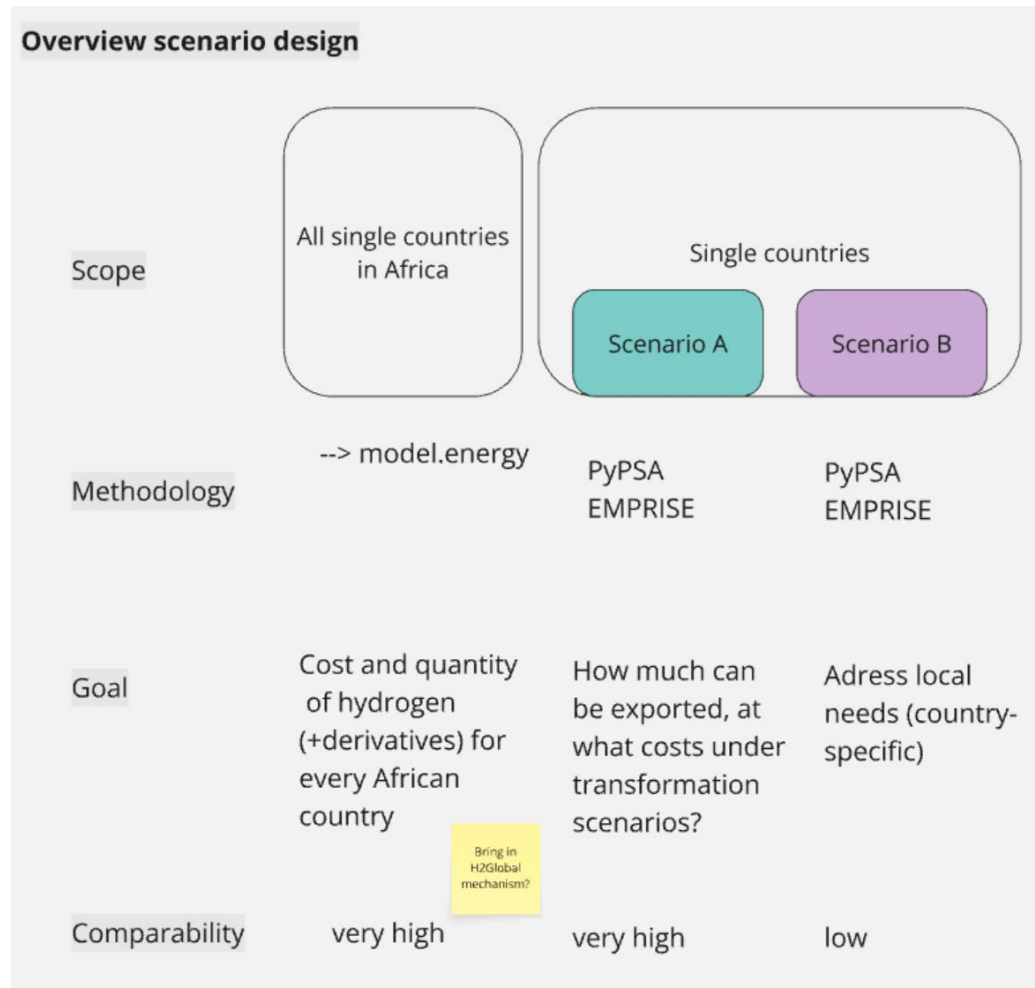 Overview scenario design
Scope
All single countries
in Africa
Single countries
Scenario A
Scenario B
Methodology
--> model.energy
PyPSA
EMPRISE
PyPSA
EMPRISE
Goal
Cost and quantity
of hydrogen
(+derivatives) for
every African
country
How much can
be exported, at
what costs under
transformation
scenarios?
Adress local
needs (country-
specific)
Bring in
H2Global
mechanism?
Comparability
very high
very high
low